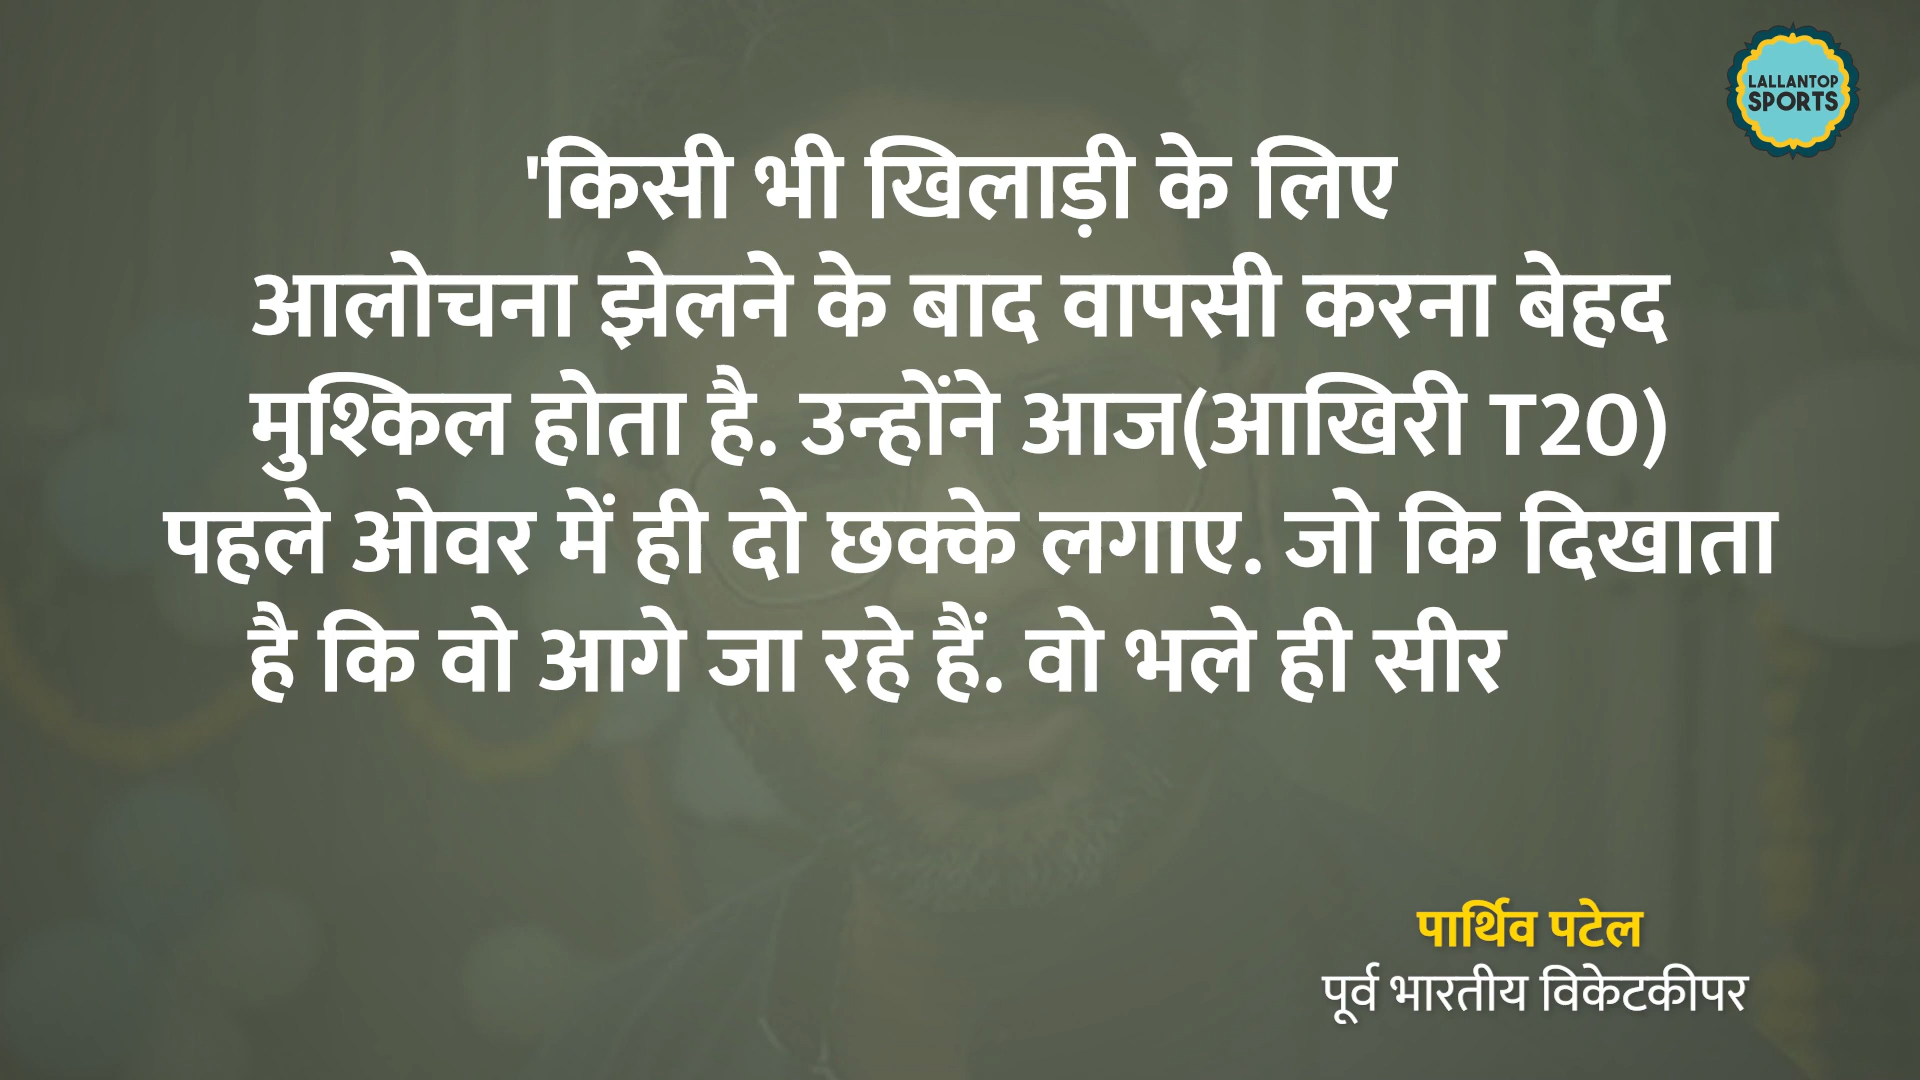 LALLANTOP
SPORTS
'किसी भी खिलाड़ी के लिए
आलोचना झेलने के बाद वापसी करना बेहद
मुश्किल होता है. उन्होंने आज(आखिरी T20)
पहले ओवर में ही दो छक्के लगाए. जो कि दिखाता
है कि वो आगे जा रहे हैं. वो भले ही सीर
पार्थिव पटेल
पूर्व भारतीय विकेटकीपर